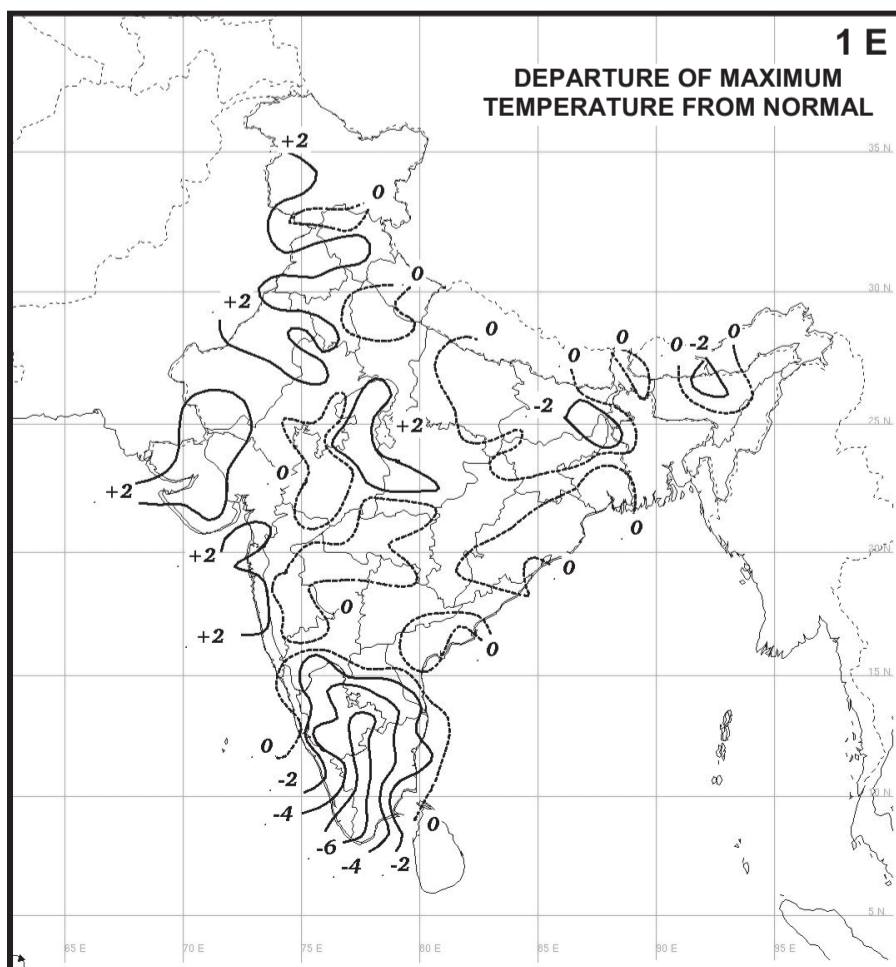 1 E
DEPARTURE OF MAXIMUM
TEMPERATURE FROM NORMAL
+2
35 N
0
0
30 N
+2
0
0
0
-2
0
0
-2
+2
25 N
0
+2
0
+2
20 N
0
0
+2
0
15 N
0
-2
10 N
-4
0
-6
-4
-2
5 N
65 E
70 E
75 E
80 E
85 E
90 E
95 E